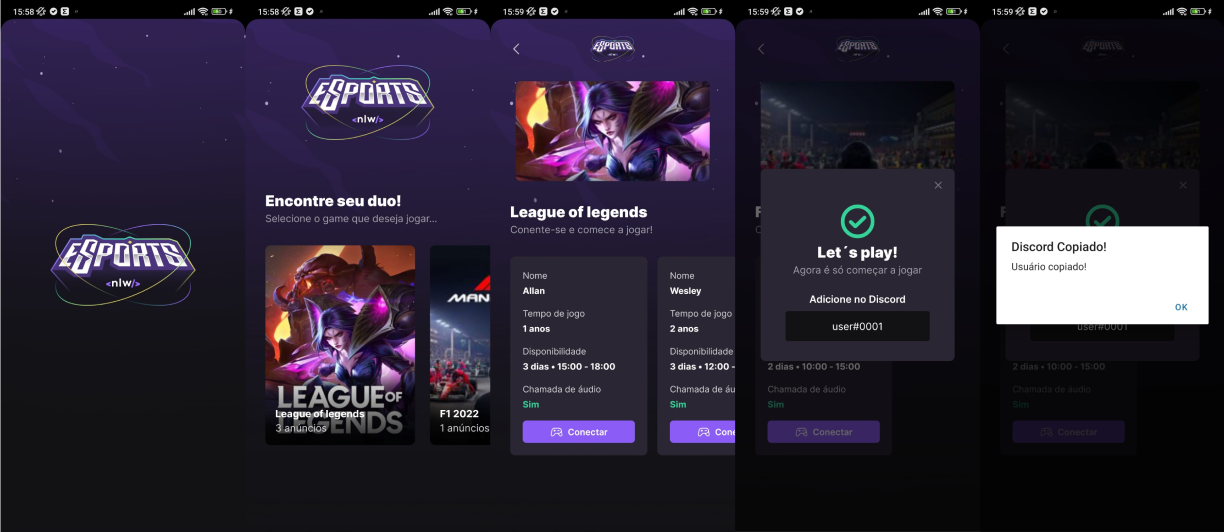 15:58
ESPORTS
<nlw/>
15:58
ESPORTS
<nlw/>
Encontre seu duo!
Selecione o game que deseja jogar...
LEAGUE OF
LEGENDS
League of legends
3 anúncios
MAN
F1 2022
1 anúncios
15:59
ESPORTS
<nlw/>
League of legends
Conente-se e comece a jogar!
Nome
Allan
Tempo de jogo
1 anos
Disponibilidade
3 dias • 15:00 - 18:00
Chamada de áudio
Sim
Conectar
Nome
Wesley
Tempo de jogo
2 anos
Disponibilidade
3 dias • 12:00 -
Chamada de áu
Sim
Cone
15:59
ESPORTS
<nlw/>
F
C
Let´s play!
Agora é só começar a jogar
Adicione no Discord
user#0001
2 dias • 10:00 - 15:00
Chamada de áudio
Sim
Conectar
15:59
ESPORTS
<nlw/>
F
Discord Copiado!
Usuário copiado!
OK
user#0001
2 dias • 10:00 - 15:00
Chamada de áudio
Sim
Conectar